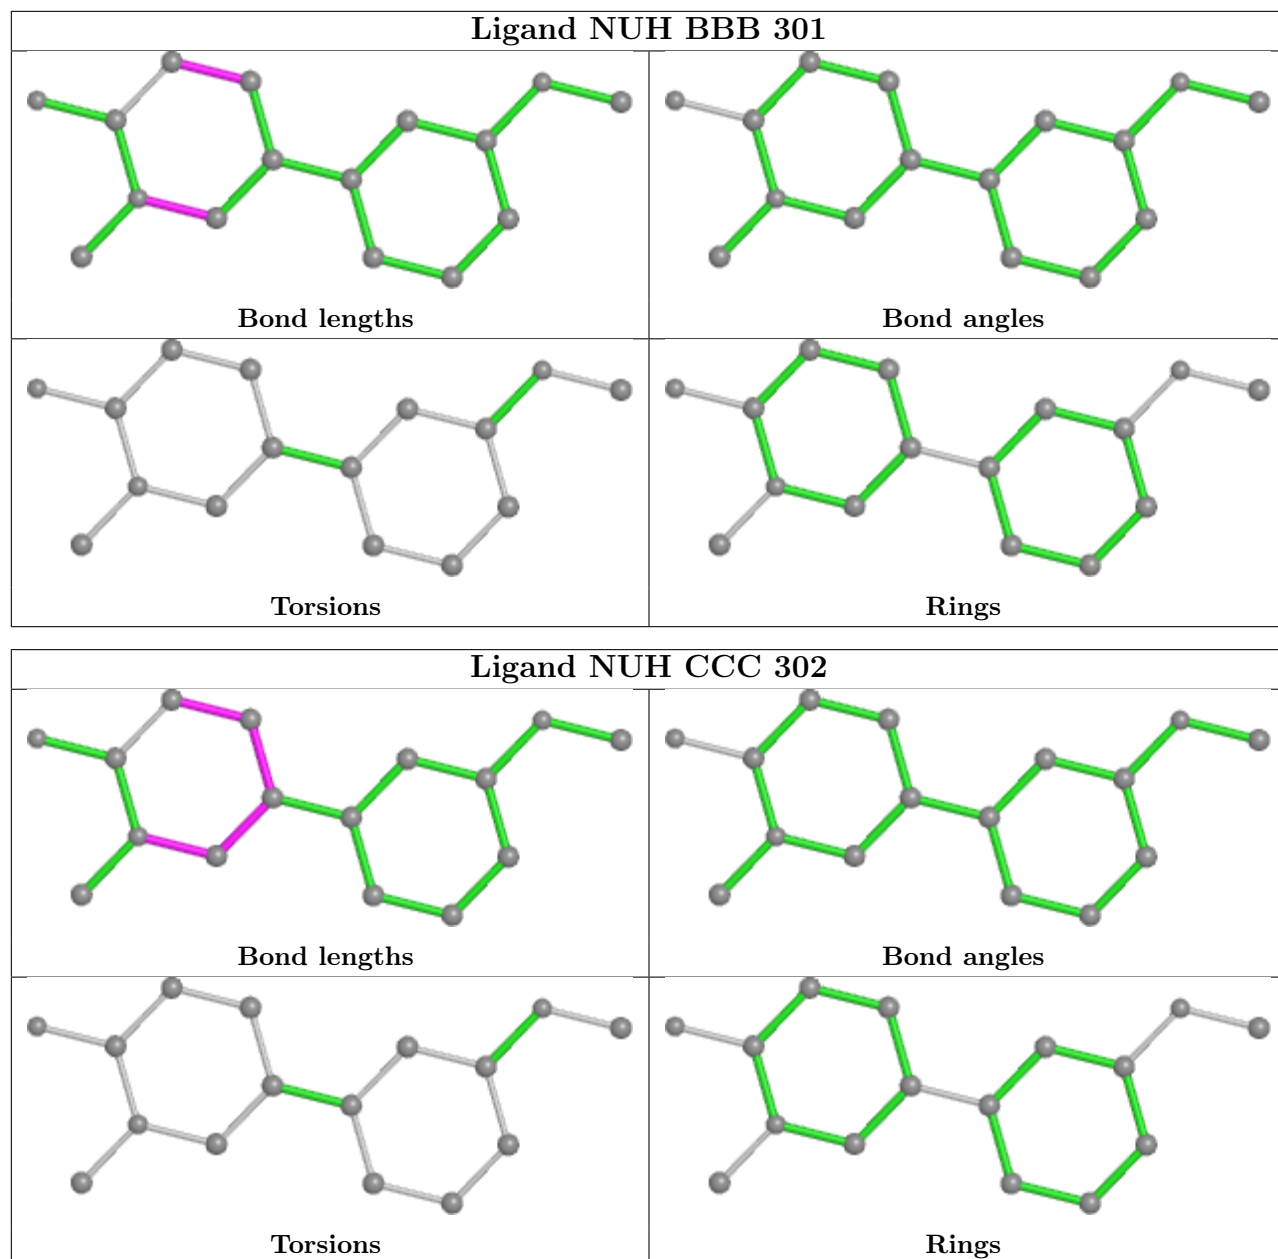 Ligand NUH BBB 301
Bond lengths
Bond angles
Torsions
Rings
Ligand NUH CCC 302
Bond lengths
Bond angles
Torsions
Rings